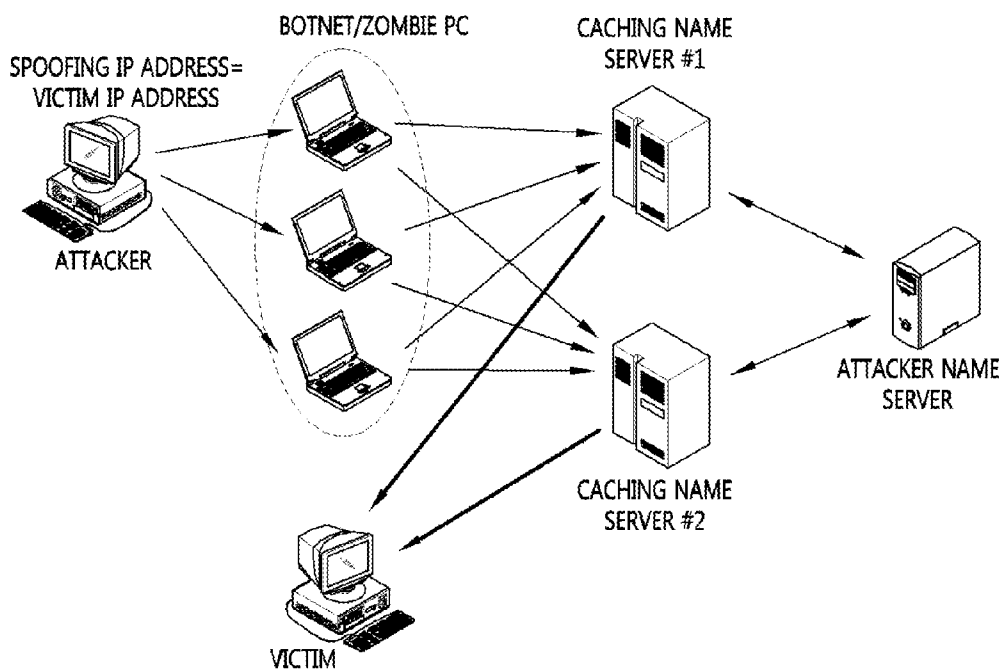 BOTNET/ZOMBIE PC
CACHING NAME
SERVER #1
SPOOFING IP ADDRESS=
VICTIM IP ADDRESS
ATTACKER
ATTACKER NAME
SERVER
CACHING NAME
SERVER #2
VICTIM